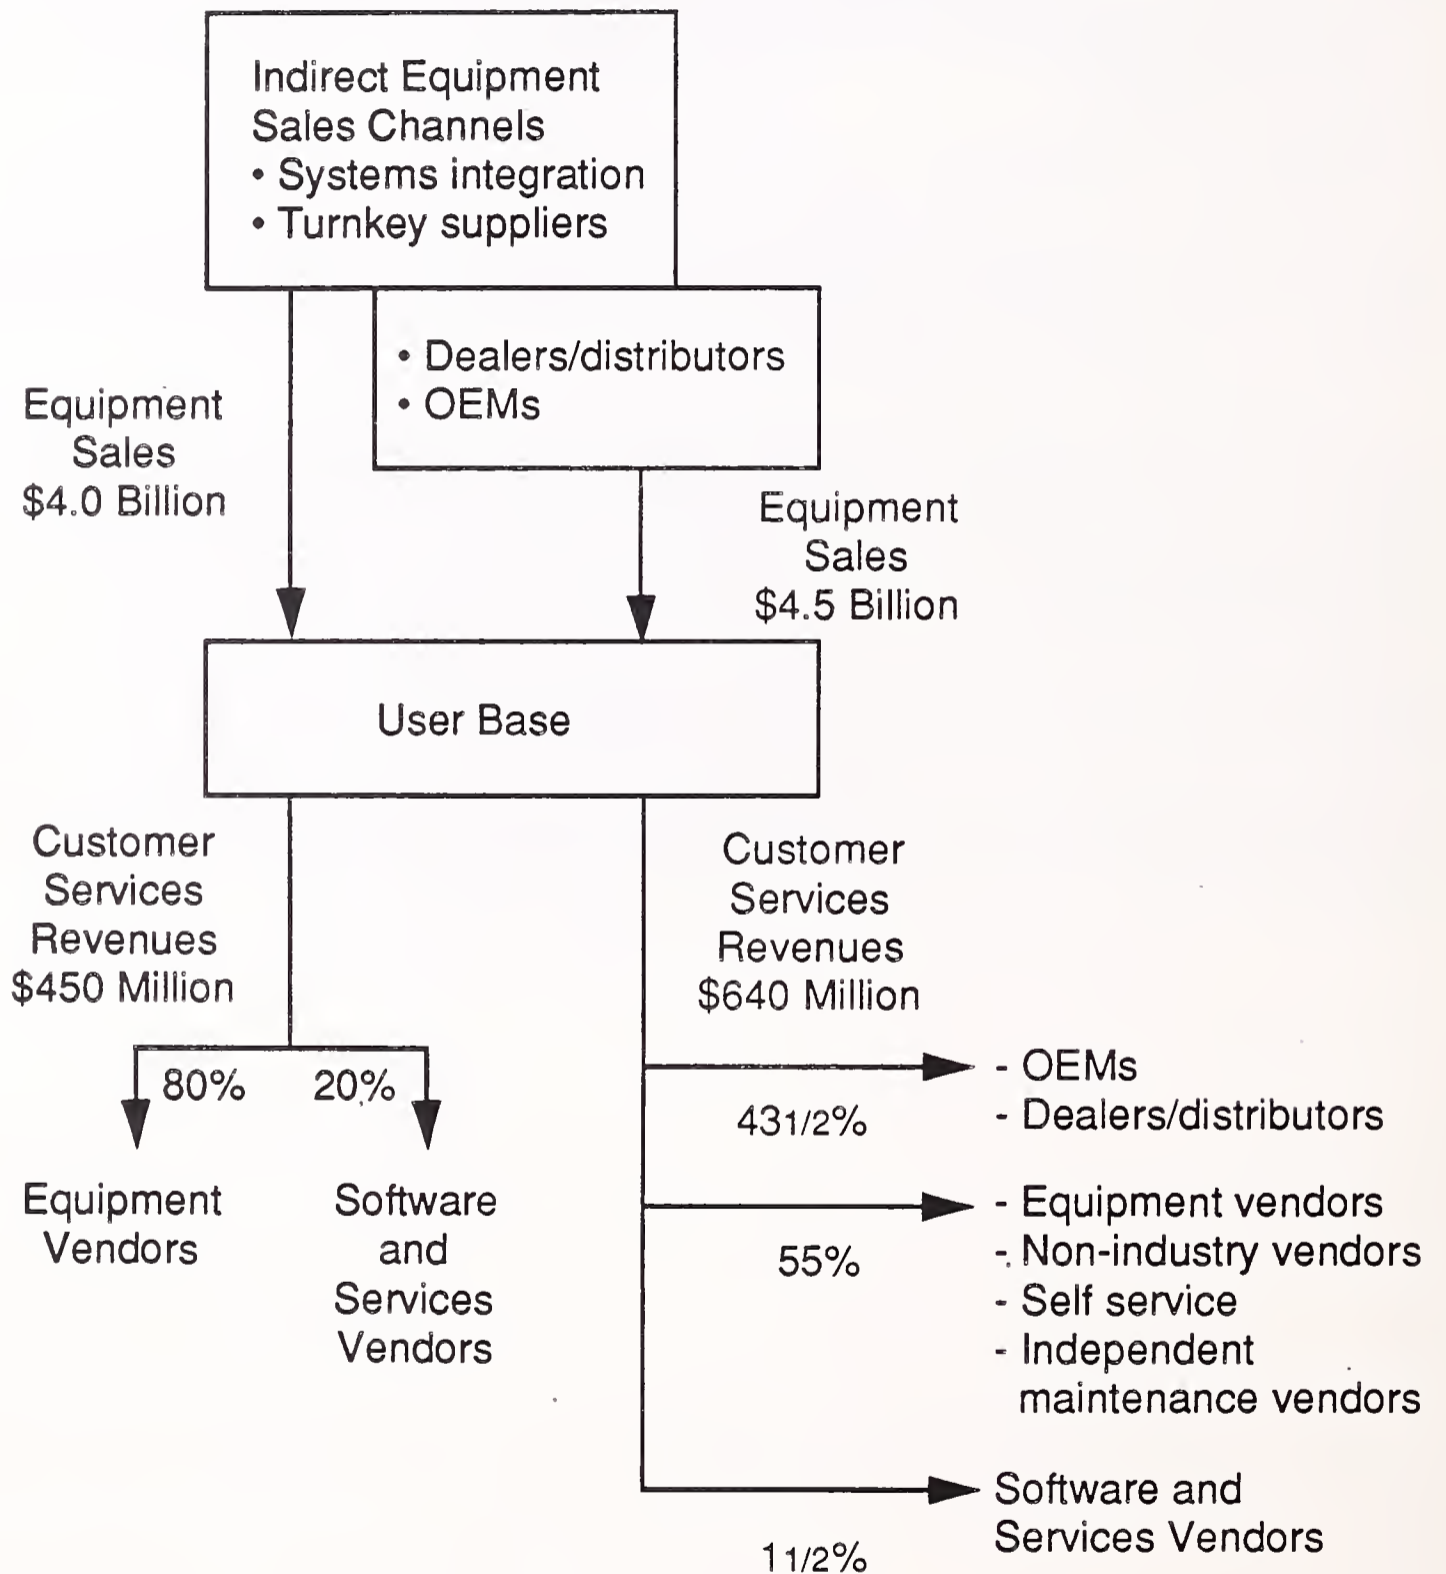 Indirect Equipment
Sales Channels
• Systems integration
• Turnkey suppliers
• Dealers/distributors
• OEMs
Equipment
Sales
$4.0 Billion
Equipment
Sales
$4.5 Billion
User Base
Customer
Services
Revenues
$450 Million
Customer
Services
Revenues
$640 Million
80%
20%
Equipment
Vendors
Software
and
Services
Vendors
431/2%
- OEMs
- Dealers/distributors
55%
- Equipment vendors
- Non-industry vendors
- Self service
- Independent
maintenance vendors
11/2%
Software and
Services Vendors